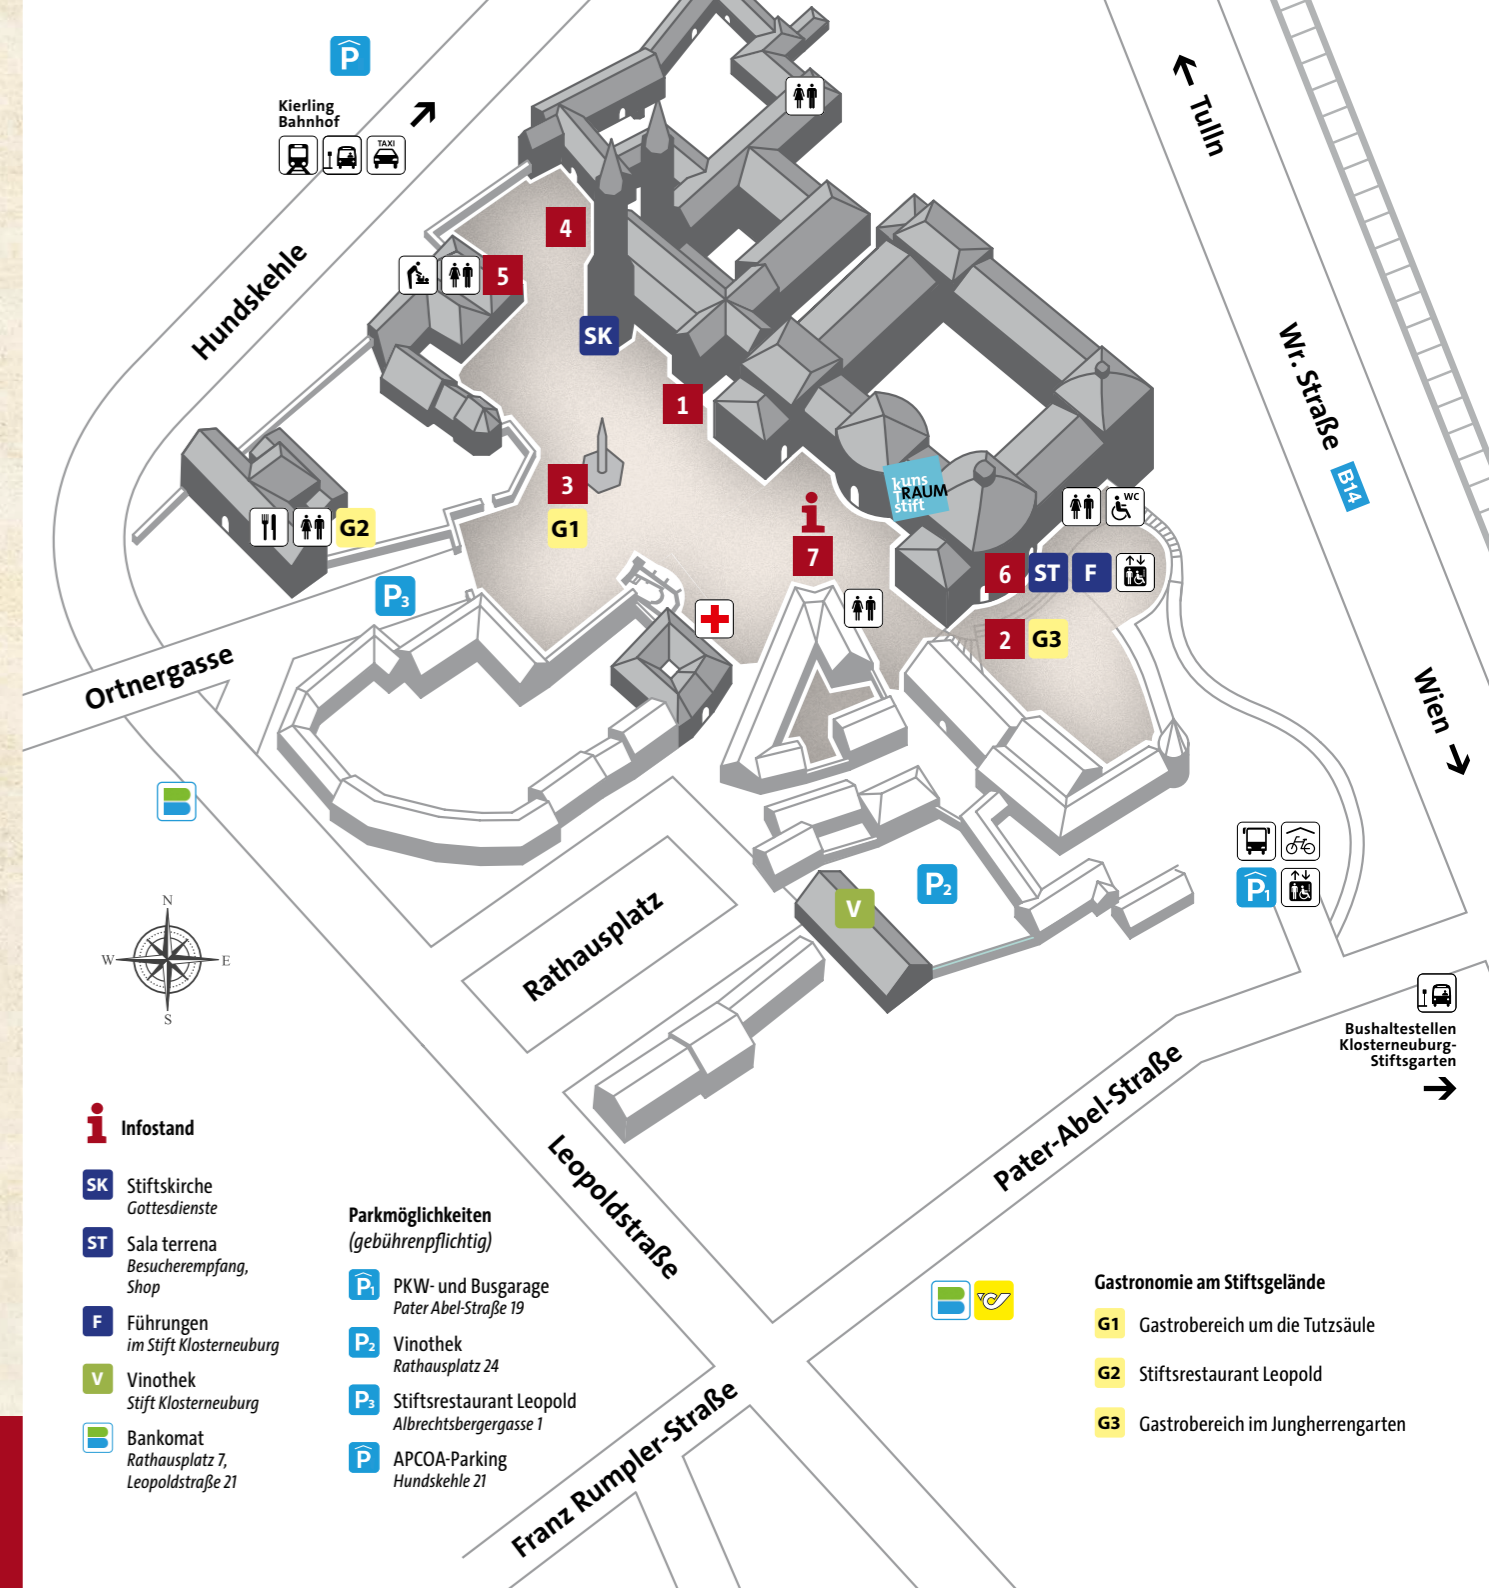 P
Kierling
Bahnhof
TAXI
Hundskehle
4
5
SK
1
3
G1
G2
P3
kuns
tRAUM
stift
i
7
WC
6
ST
F
2
G3
Tulln
Wr. Straße
B14
Wien
Ortnergasse
N
W
E
S
Rathausplatz
V
P2
P1
Bushaltestellen
Klosterneuburg-
Stiftsgarten
Pater-Abel-Straße
Leopoldstraße
Franz Rumpler-Straße
i Infostand
SK Stiftskirche
Gottesdienste
ST Sala terrena
Besucherempfang,
Shop
F Führungen
im Stift Klosterneuburg
V Vinothek
Stift Klosterneuburg
Bankomat
Rathausplatz 7,
Leopoldstraße 21
Parkmöglichkeiten
(gebührenpflichtig)
P1 PKW- und Busgarage
Pater Abel-Straße 19
P2 Vinothek
Rathausplatz 24
P3 Stiftsrestaurant Leopold
Albrechtsbergergasse 1
P APCOA-Parking
Hundskehle 21
Gastronomie am Stiftsgelände
G1 Gastrobereich um die Tutzsäule
G2 Stiftsrestaurant Leopold
G3 Gastrobereich im Jungherrengarten